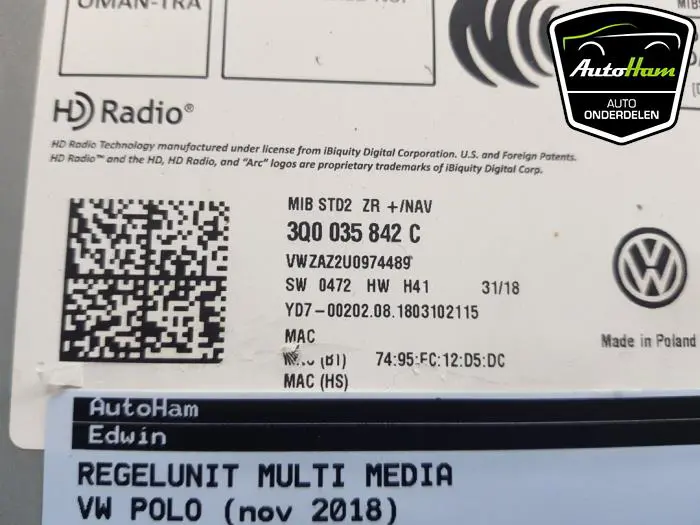 OMAN-TRA
MIB
AutoHam
AUTO
ONDERDELEN
HD Radio®
HD Radio Technology manufactured under license from iBiquity Digital Corporation. U.S. and Foreign Patents.
HD Radio™ and the HD, HD Radio, and "Arc" logos are proprietary trademarks of iBiquity Digital Corp.
MIB STD2 ZR +/NAV
3Q0 035 842 C
VWZAZ2U0974489
SW 0472 HW H41 31/18
YD7-00202.08.1803102115
MAC
(BT) 74:95:EC:12:D5:DC
MAC (HS)
Made in Poland
AutoHam
Edwin
REGELUNIT MULTI MEDIA
VW POLO (nov 2018)